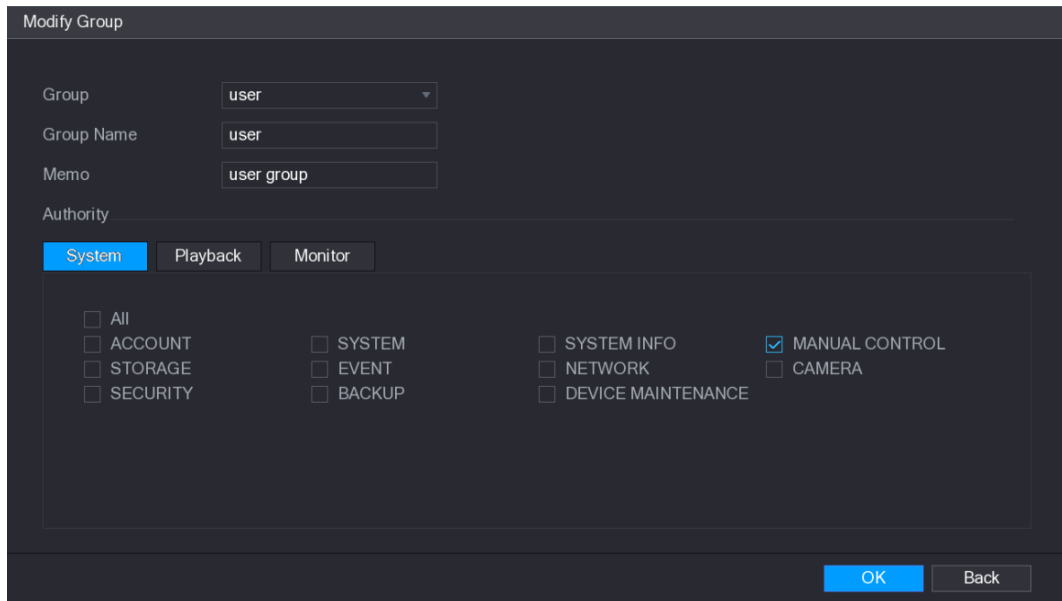 Modify Group
Group user
Group Name user
Memo user group
Authority
System Playback Monitor
All
ACCOUNT SYSTEM SYSTEM INFO MANUAL CONTROL
STORAGE EVENT NETWORK CAMERA
SECURITY BACKUP DEVICE MAINTENANCE
OK Back